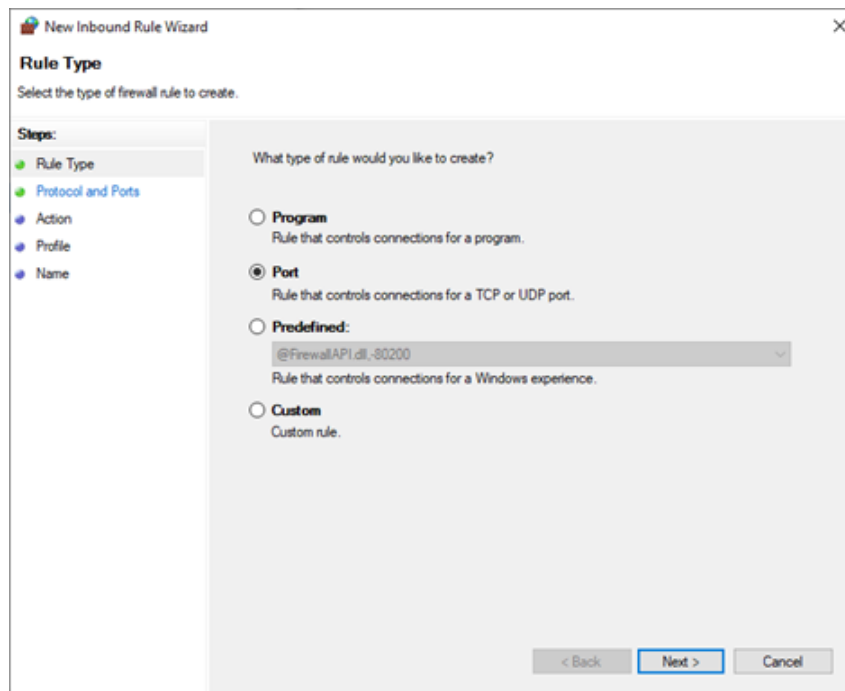 New Inbound Rule Wizard
Rule Type
Select the type of firewall rule to create.
Steps:
Rule Type
Protocol and Ports
Action
Profile
Name
What type of rule would you like to create?
Program
Rule that controls connections for a program.
Port
Rule that controls connections for a TCP or UDP port.
Predefined:
@FirewallAPI.dll,-80200
Rule that controls connections for a Windows experience.
Custom
Custom rule.
< Back
Next >
Cancel